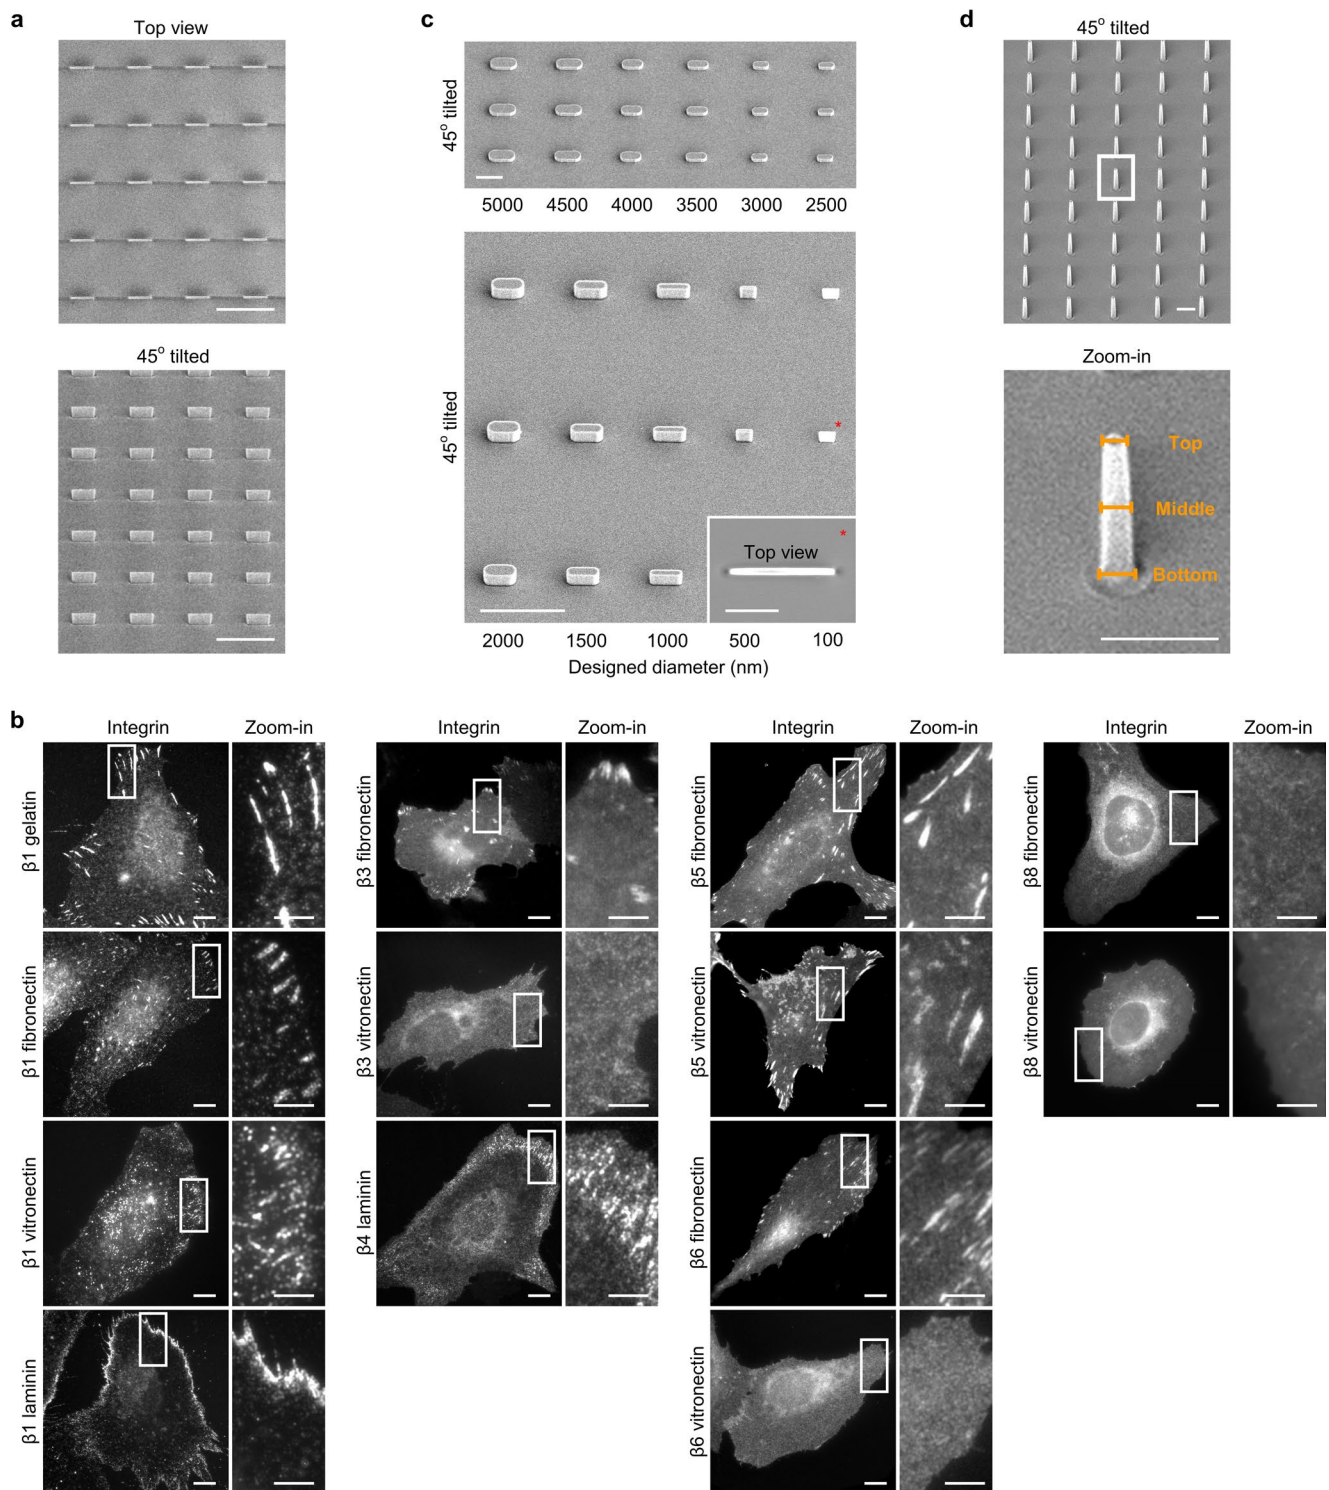 a
Top view
45° tilted
c
45° tilted
5000 4500 4000 3500 3000 2500
45° tilted
*
*
Top view
2000 1500 1000 500 100
Designed diameter (nm)
d
45° tilted
Zoom-in
Top
Middle
Bottom
b
Integrin Zoom-in Integrin Zoom-in Integrin Zoom-in Integrin Zoom-in
β1 gelatin
β3 fibronectin
β5 fibronectin
β8 fibronectin
β1 fibronectin
β3 vitronectin
β5 vitronectin
β8 vitronectin
β1 vitronectin
β4 laminin
β6 fibronectin
β1 laminin
β6 vitronectin